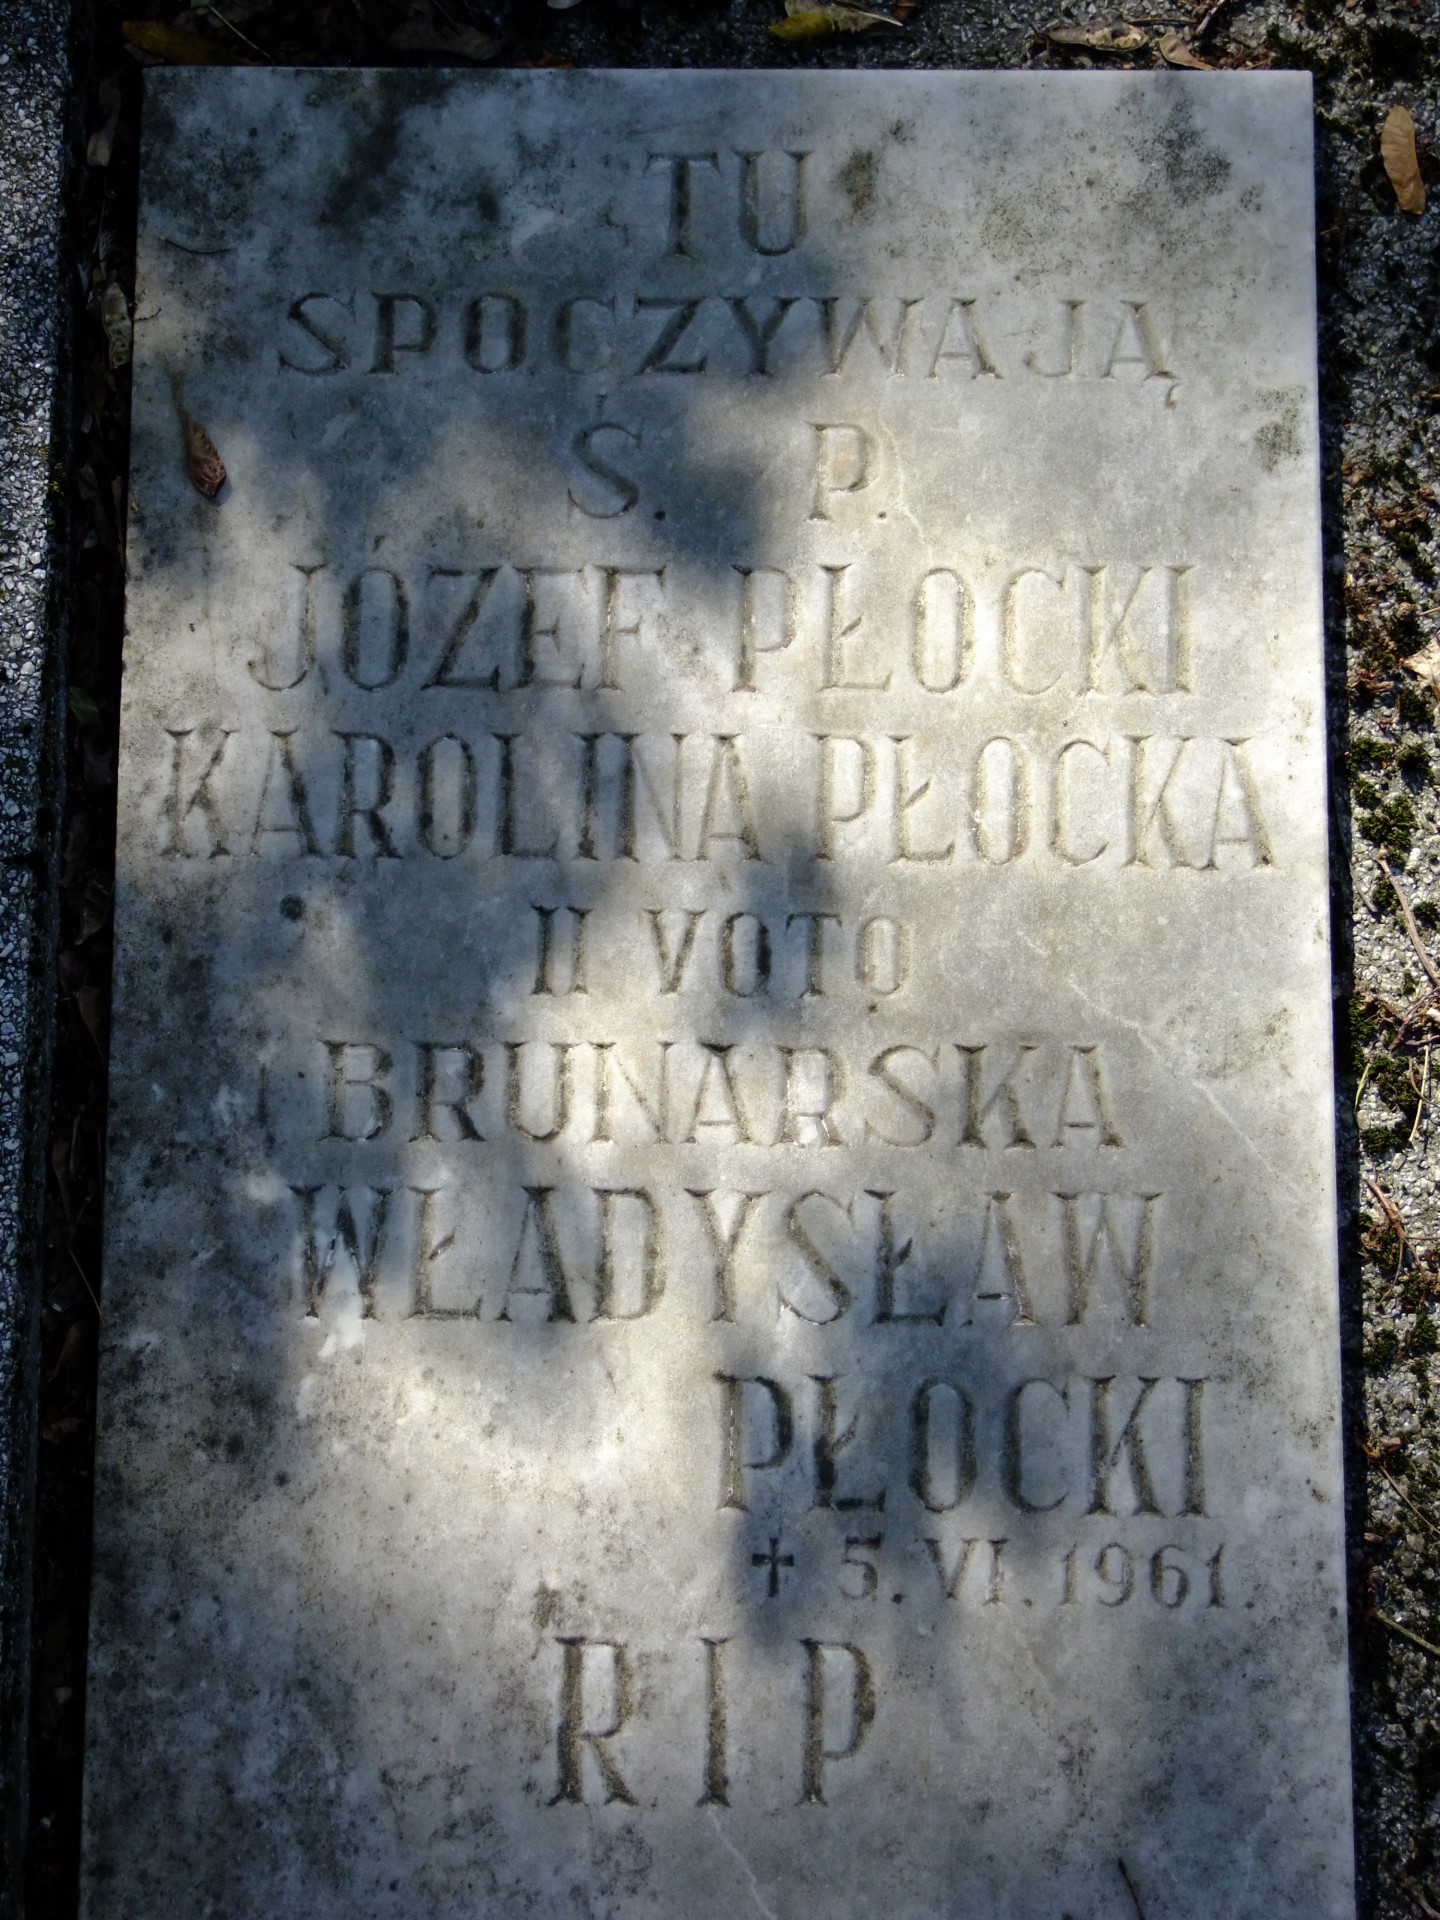 TU
SPOCZYWAJĄ
Ś. P.
JÓZEF PŁOCKI
KAROLINA PŁOCKA
II VOTO
BRUNARSKA
WŁADYSŁAW
PŁOCKI
✝ 5.VI.1961.
RIP